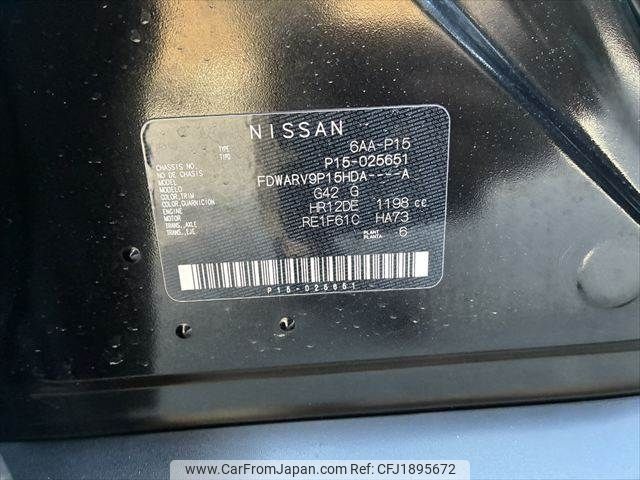 NISSAN
TYPE 6AA-P15
TIPO
CHASSIS NO P15-025651
NO DE CHASIS
MODEL FDWARV9P15HDA----A
MODELO
COLOR,TRIM G42 G
COLOR,GUARNICION
ENGINE HR12DE 1198 CC
MOTOR
TRANS.,AXLE RE1F61C HA73
TRANS.,EJE PLANT 6
PLANTA
P15-025651
© www.CarFromJapan.com - CFJ1895672